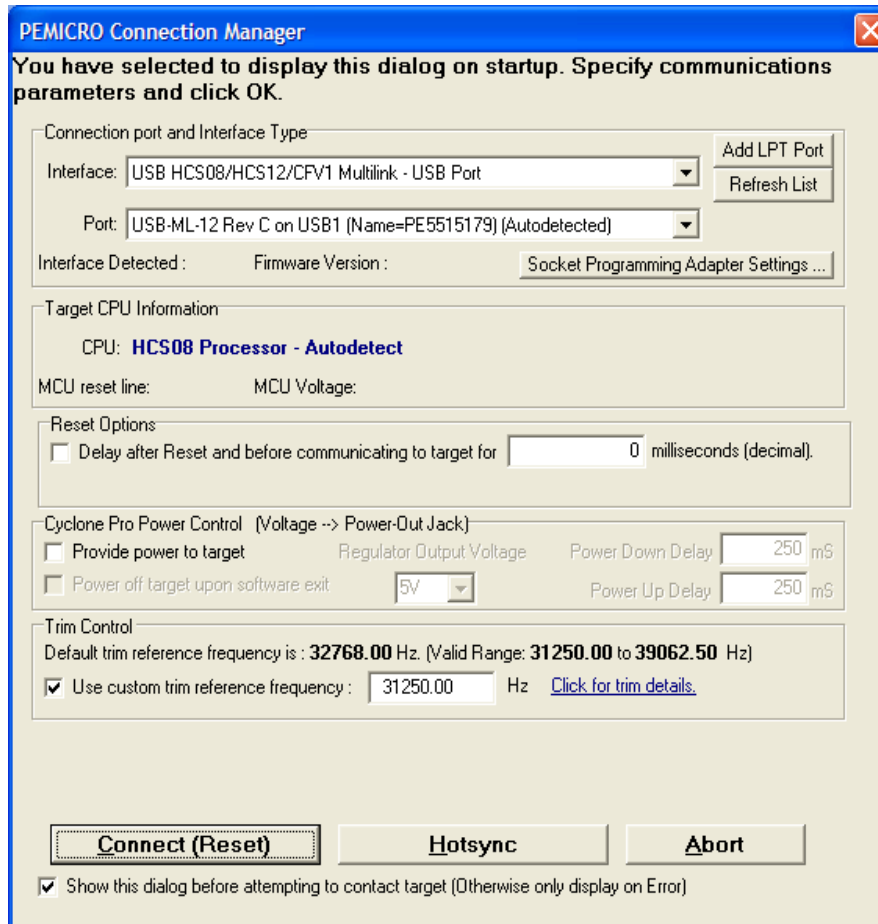 PEMICRO Connection Manager
You have selected to display this dialog on startup. Specify communications
parameters and click OK.
Connection port and Interface Type
Add LPT Port
Interface: USB HCS08/HCS12/CFV1 Multilink - USB Port
Refresh List
Port: USB-ML-12 Rev C on USB1 (Name=PE5515179) (Autodetected)
Interface Detected : Firmware Version : Socket Programming Adapter Settings ...
Target CPU Information
CPU: HCS08 Processor - Autodetect
MCU reset line: MCU Voltage:
Reset Options
Delay after Reset and before communicating to target for 0 milliseconds (decimal).
Cyclone Pro Power Control (Voltage --> Power-Out Jack)
Provide power to target Regulator Output Voltage Power Down Delay 250 mS
Power off target upon software exit 5V Power Up Delay 250 mS
Trim Control
Default trim reference frequency is : 32768.00 Hz. (Valid Range: 31250.00 to 39062.50 Hz)
Use custom trim reference frequency : 31250.00 Hz Click for trim details.
Connect (Reset) Hotsync Abort
Show this dialog before attempting to contact target (Otherwise only display on Error)